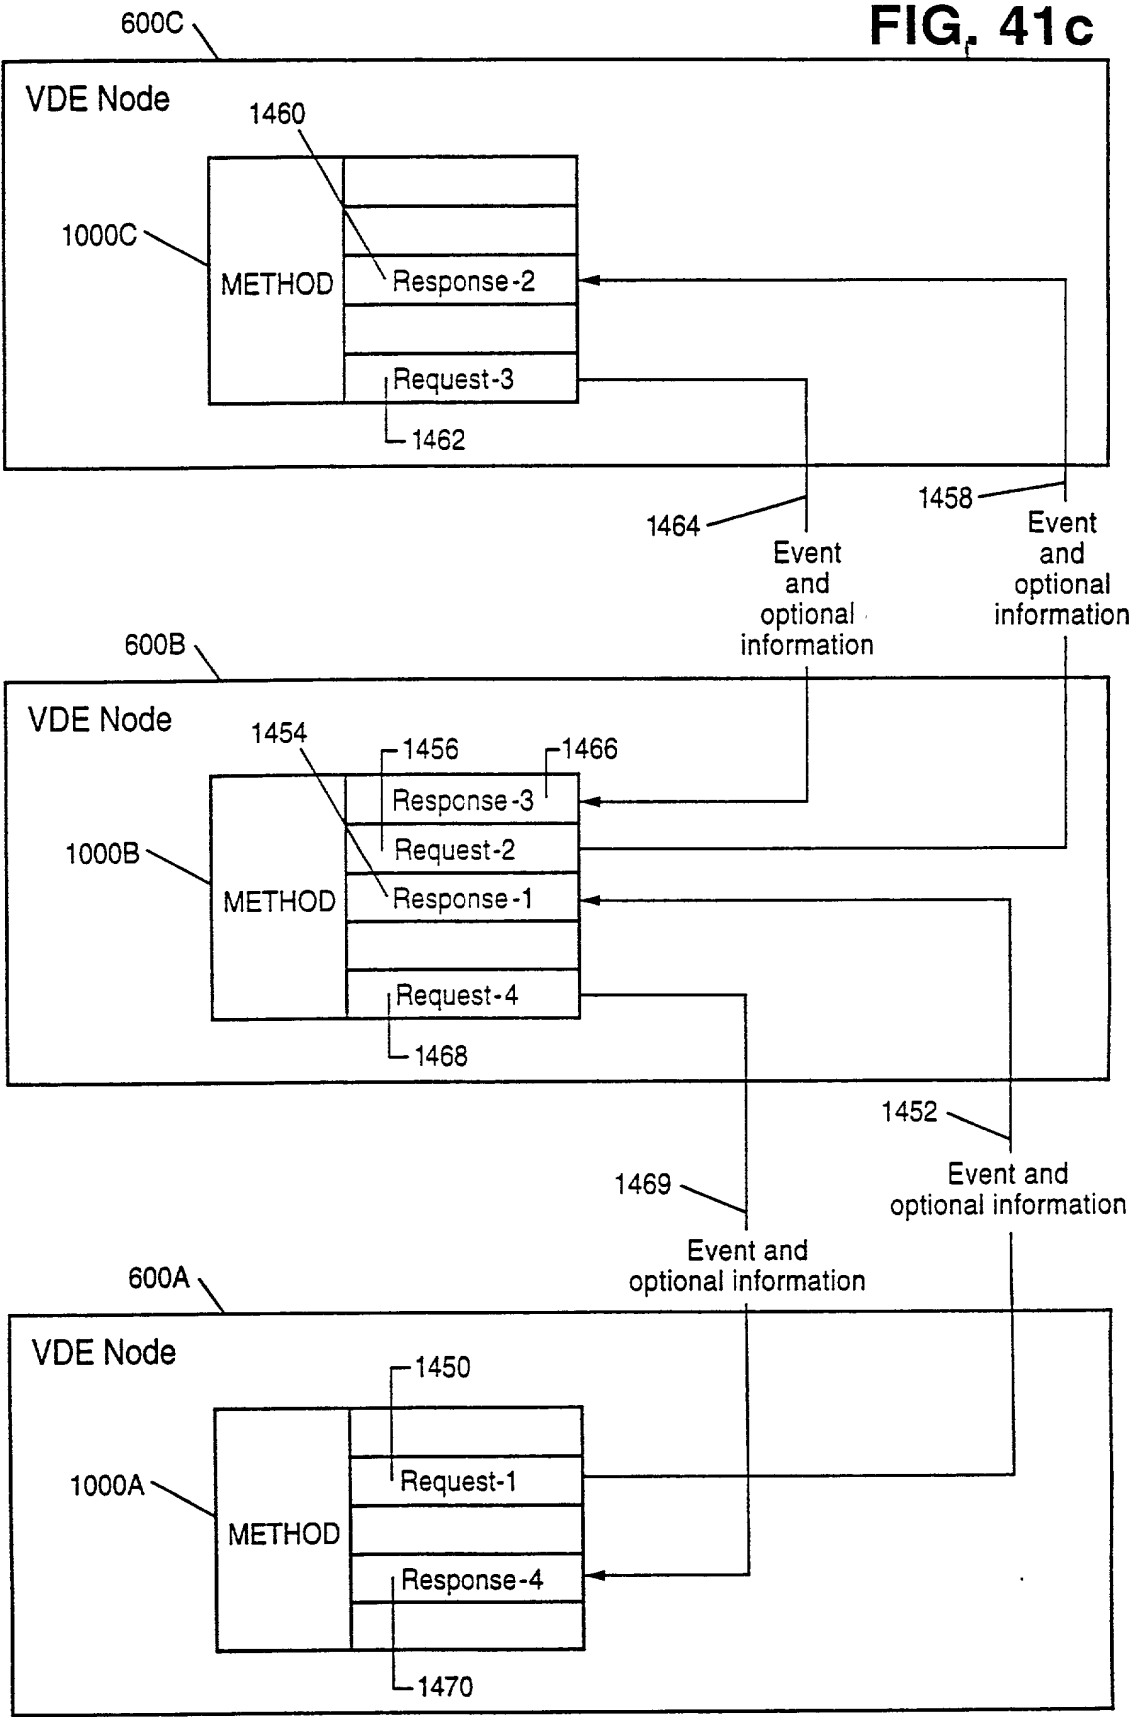 FIG. 41c
600C
VDE Node
1460
1000C
METHOD
Response-2
Request-3
1462
1464
1458
Event
and
optional
information
Event
and
optional
information
600B
VDE Node
1454
1456
1466
1000B
METHOD
Response-3
Request-2
Response-1
Request-4
1468
1452
Event and
optional information
1469
Event and
optional information
600A
VDE Node
1450
1000A
METHOD
Request-1
Response-4
1470